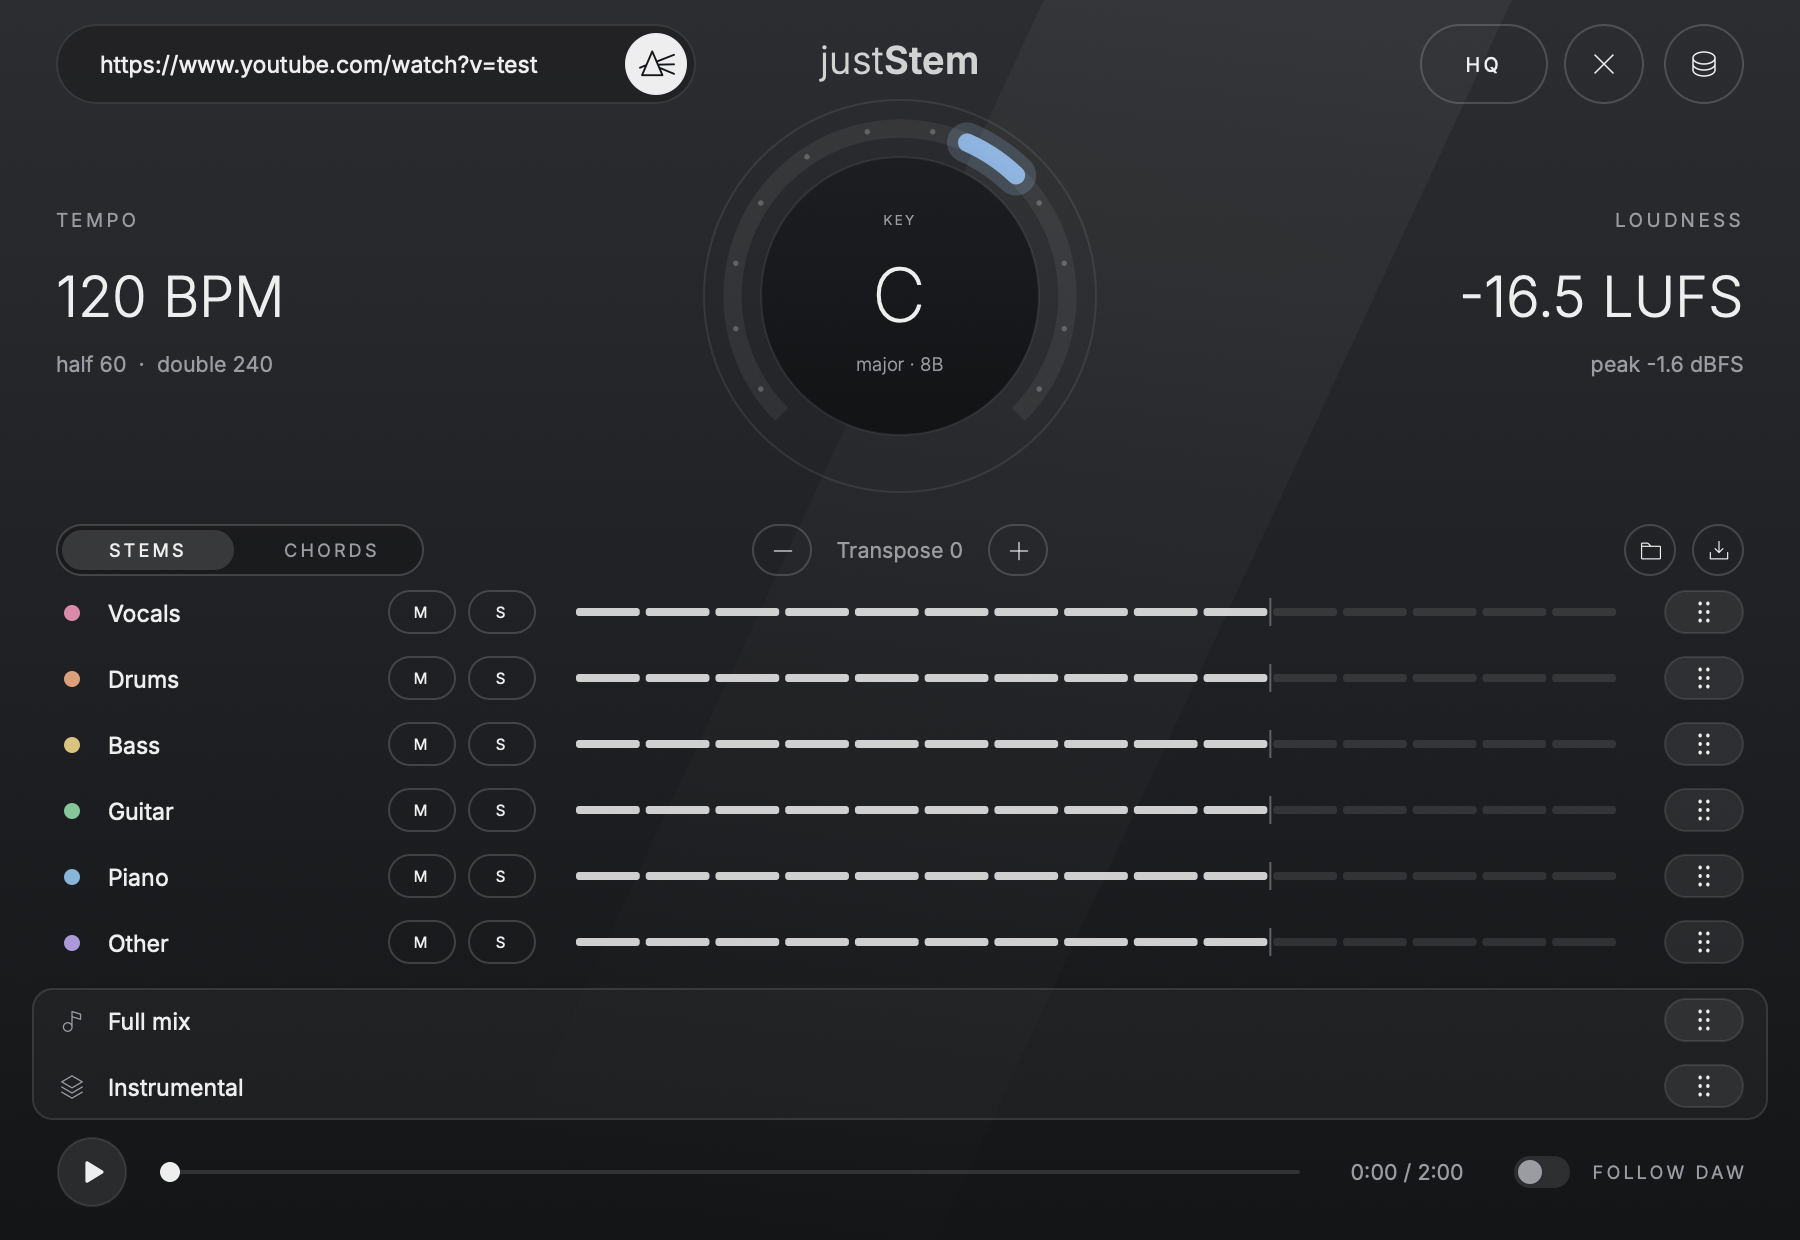 https://www.youtube.com/watch?v=test
justStem
HQ
TEMPO
120 BPM
half 60 · double 240
KEY
C
major · 8B
LOUDNESS
-16.5 LUFS
peak -1.6 dBFS
STEMS CHORDS
Transpose 0
Vocals M S
Drums M S
Bass M S
Guitar M S
Piano M S
Other M S
Full mix
Instrumental
0:00 / 2:00
FOLLOW DAW